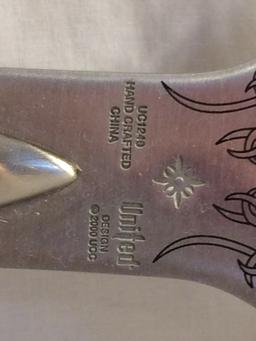 UC1249
HAND CRAFTED
CHINA
United
DESIGN
© 2000 UCC